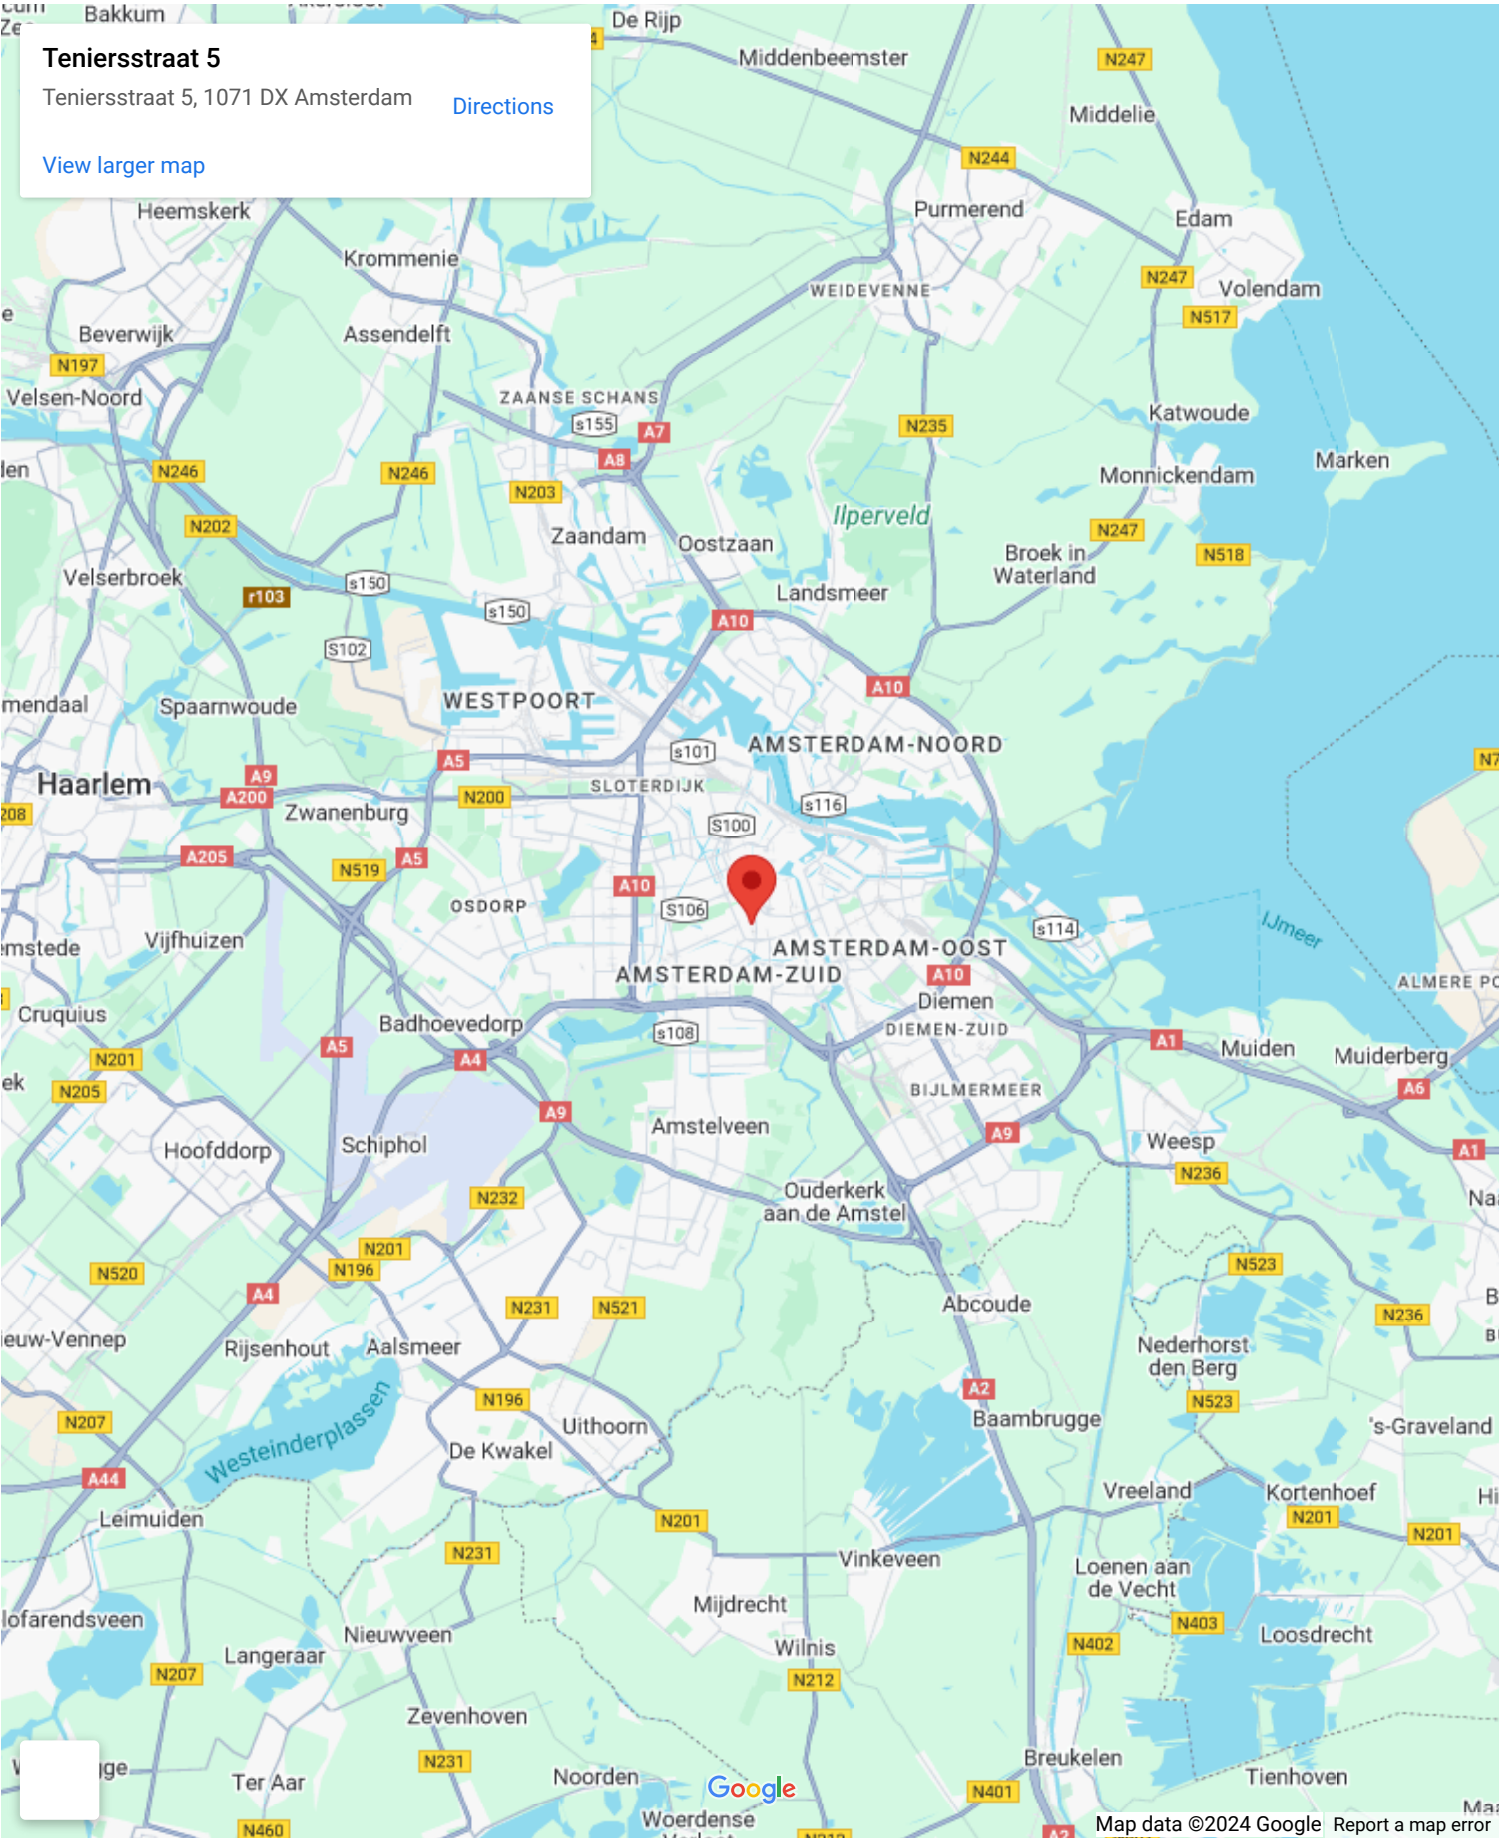 Bakkum
De Rijp
Teniersstraat 5
Teniersstraat 5, 1071 DX Amsterdam
Directions
View larger map
Middenbeemster
N247
Middelie
N244
Heemskerk
Purmerend
Edam
Krommenie
N247
WEIDEVENNE
Volendam
N517
Beverwijk
Assendelft
N197
Velsen-Noord
ZAANSE SCHANS
s155
A7
N235
Katwoude
A8
Marken
N246
N246
Monnickendam
N203
Ilperveld
N202
N247
Zaandam
Oostzaan
Broek in
Waterland
N518
Velserbroek
s150
r103
Landsmeer
s150
A10
S102
A10
WESTPOORT
Spaarnwoude
s101
AMSTERDAM-NOORD
A5
A9
Haarlem
SLOTERDIJK
A200
N200
s116
Zwanenburg
S100
A205
A5
N519
A10
OSDORP
S106
s114
IJmeer
Vijfhuizen
AMSTERDAM-OOST
AMSTERDAM-ZUID
A10
Diemen
Cruquius
Badhoevedorp
s108
DIEMEN-ZUID
A5
A4
A1
Muiden
Muiderberg
N201
N205
BIJLMERMEER
A6
A9
Amstelveen
A9
Weesp
A1
Hoofddorp
Schiphol
N236
N232
Ouderkerk
aan de Amstel
N201
N196
N520
N523
A4
N231
N521
Abcoude
N236
Rijsenhout
Aalsmeer
Nederhorst
den Berg
Westeinderplassen
N196
A2
N523
N207
Uithoorn
Baambrugge
's-Graveland
De Kwakel
A44
Vreeland
Kortenhoef
Leimuiden
N201
N201
N201
N231
Vinkeveen
Loenen aan
de Vecht
Mijdrecht
N403
Nieuwveen
Wilnis
N402
Loosdrecht
Langeraar
N207
N212
Zevenhoven
N231
Breukelen
Ter Aar
Noorden
Google
N401
Tienhoven
Woerdense
N460
A2
Map data ©2024 Google
Report a map error